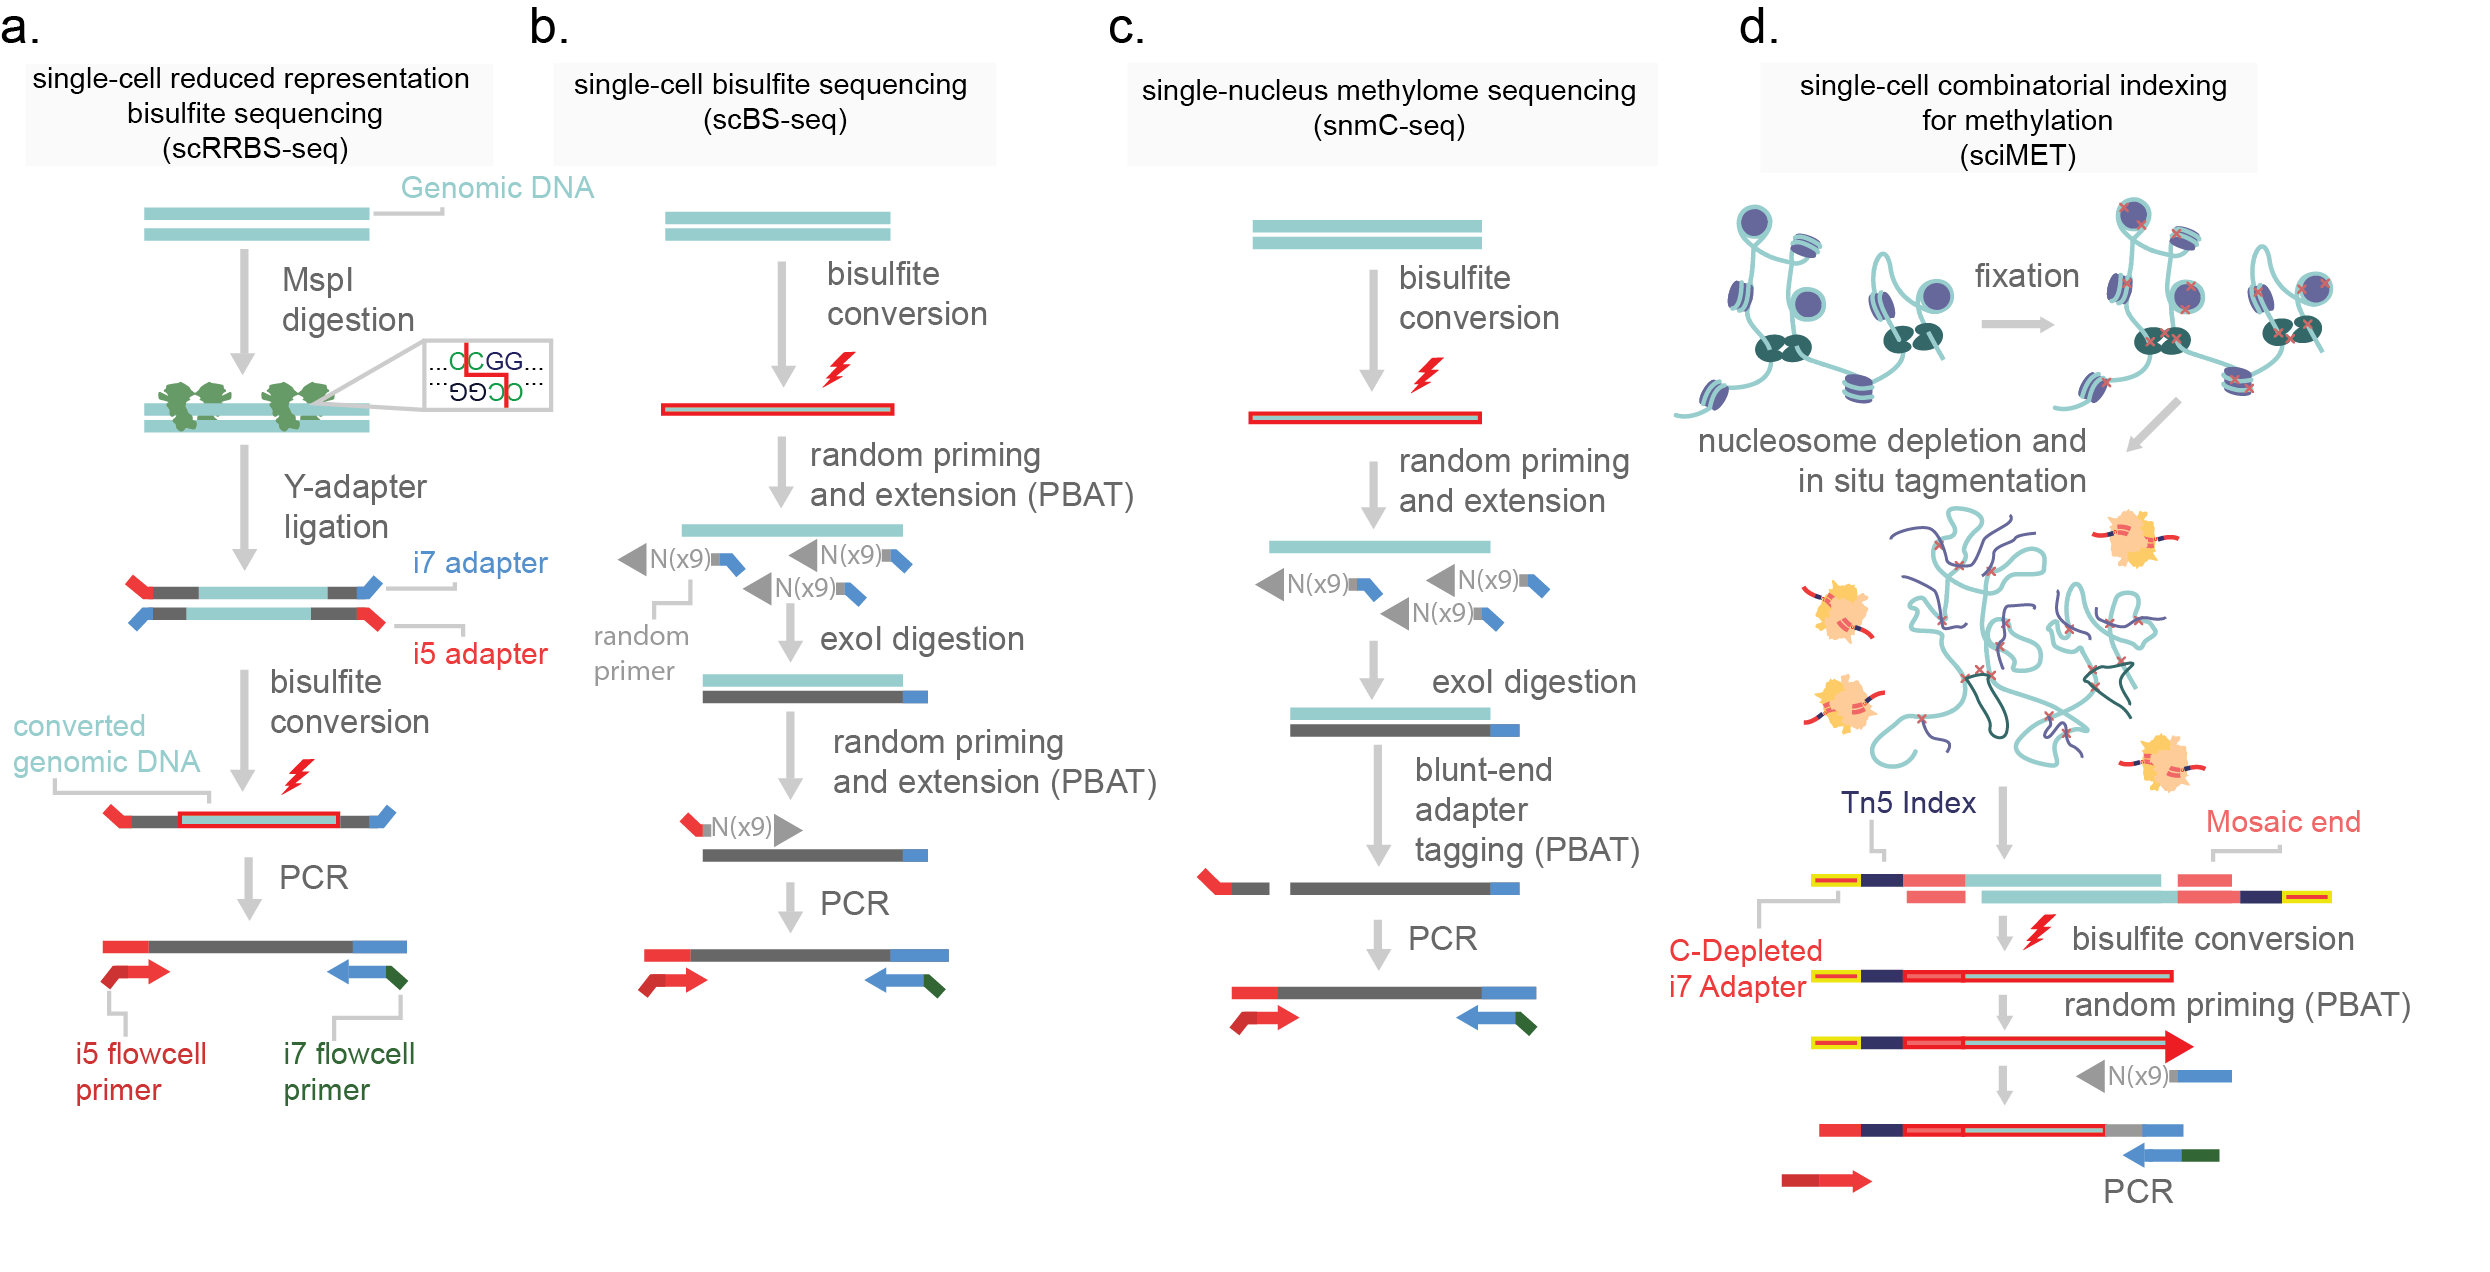 a.
single-cell reduced representation
bisulfite sequencing
(scRRBS-seq)
Genomic DNA
MspI
digestion
...CCGG...
...GGCC...
Y-adapter
ligation
i7 adapter
i5 adapter
bisulfite
conversion
converted
genomic DNA
PCR
i5 flowcell
primer
i7 flowcell
primer
b.
single-cell bisulfite sequencing
(scBS-seq)
bisulfite
conversion
random priming
and extension (PBAT)
N(x9)
N(x9)
N(x9)
random
primer
exoI digestion
random priming
and extension (PBAT)
N(x9)
PCR
c.
single-nucleus methylome sequencing
(snmC-seq)
bisulfite
conversion
random priming
and extension
N(x9)
N(x9)
N(x9)
exoI digestion
blunt-end
adapter
tagging (PBAT)
PCR
d.
single-cell combinatorial indexing
for methylation
(sciMET)
fixation
nucleosome depletion and
in situ tagmentation
Tn5 Index
Mosaic end
C-Depleted
i7 Adapter
bisulfite conversion
random priming (PBAT)
N(x9)
PCR